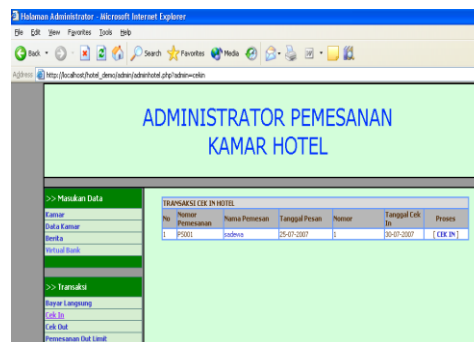 Halaman Administrator - Microsoft Internet Explorer
File Edit View Favorites Tools Help
Back Search Favorites Media
Address http://localhost/hotel_demo/admin/adminhotel.php?admin=cekin
ADMINISTRATOR PEMESANAN
KAMAR HOTEL
>> Masukan Data
Kamar
Data Kamar
Berita
Virtual Bank
>> Transaksi
Bayar Langsung
Cek In
Cek Out
Pemesanan Out Limit
TRANSAKSI CEK IN HOTEL
No Nomor Pemesanan Nama Pemesan Tanggal Pesan Nomor Tanggal Cek In Proses
1 PS001 sadewa 25-07-2007 1 30-07-2007 [ CEK IN ]